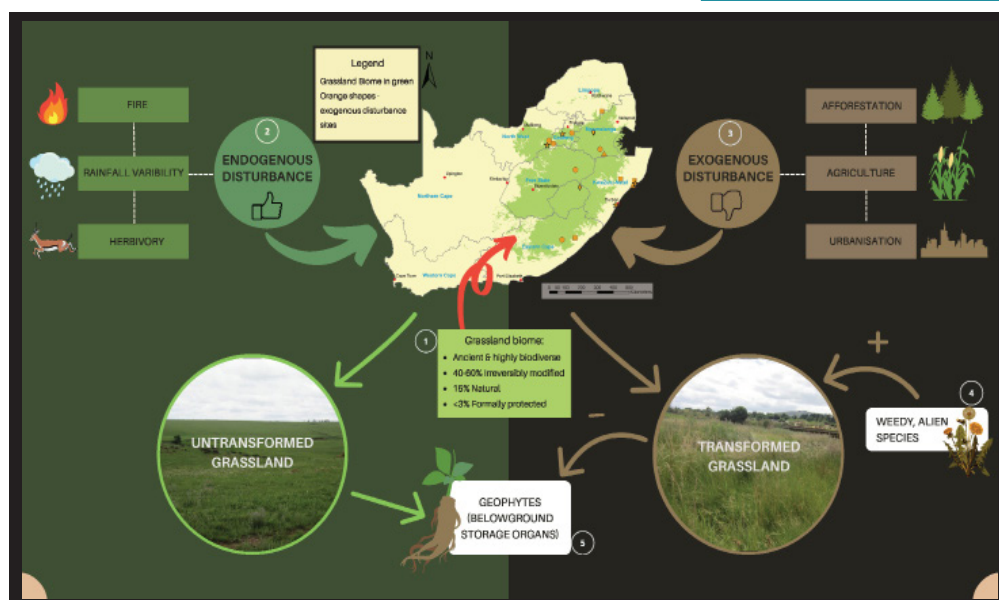 Legend
Grassland Biome in green
Orange shapes -
exogenous disturbance
sites
N
FIRE
RAINFALL VARIBILITY
HERBIVORY
2
ENDOGENOUS
DISTURBANCE
Limpopo
North West
Free State
Northern Cape
Eastern Cape
Western Cape
Cape Town
Port Elizabeth
3
EXOGENOUS
DISTURBANCE
AFFORESTATION
AGRICULTURE
URBANISATION
1
Grassland biome:
• Ancient & highly biodiverse
• 40-60% Irreversibly modified
• 16% Natural
• <3% Formally protected
UNTRANSFORMED
GRASSLAND
TRANSFORMED
GRASSLAND
+
-
4
WEEDY, ALIEN
SPECIES
GEOPHYTES
(BELOWGROUND
STORAGE ORGANS)
5